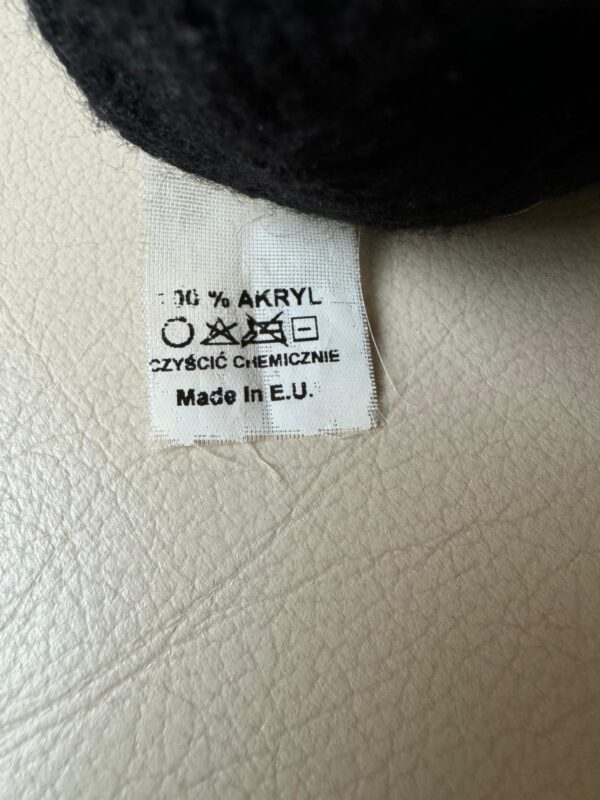 100 % AKRYL
CZYŚCIĆ CHEMICZNIE
Made In E.U.